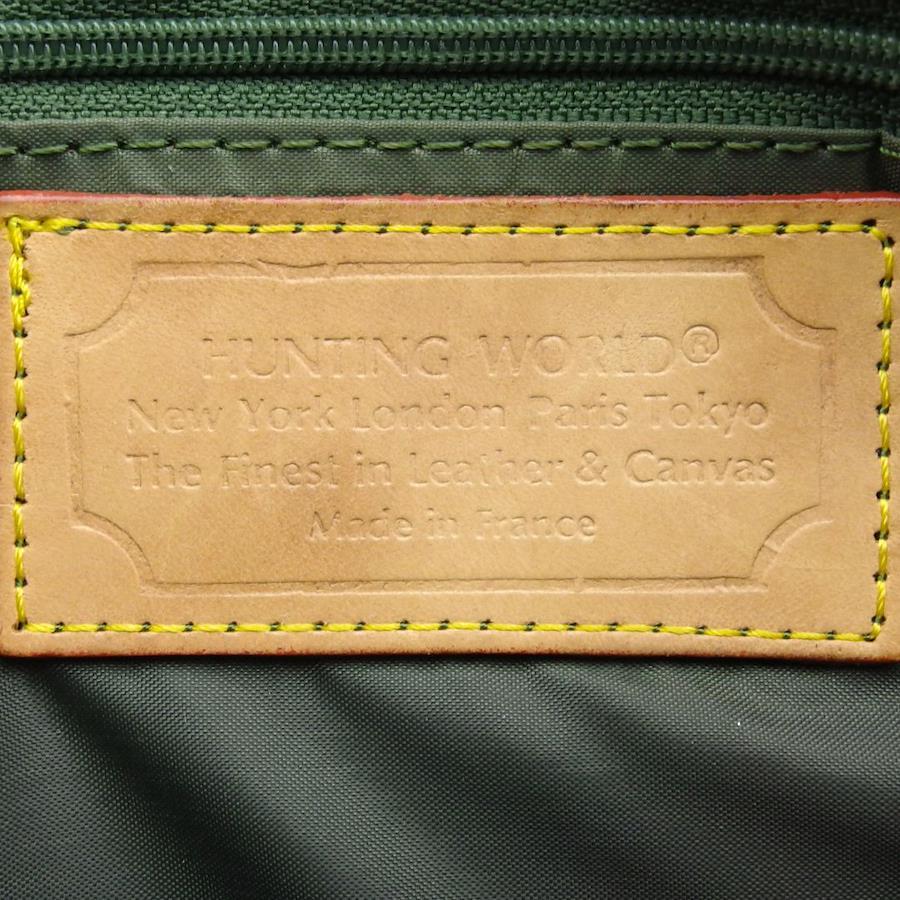 HUNTING WORLD®
New York London Paris Tokyo
The Finest in Leather & Canvas
Made in France